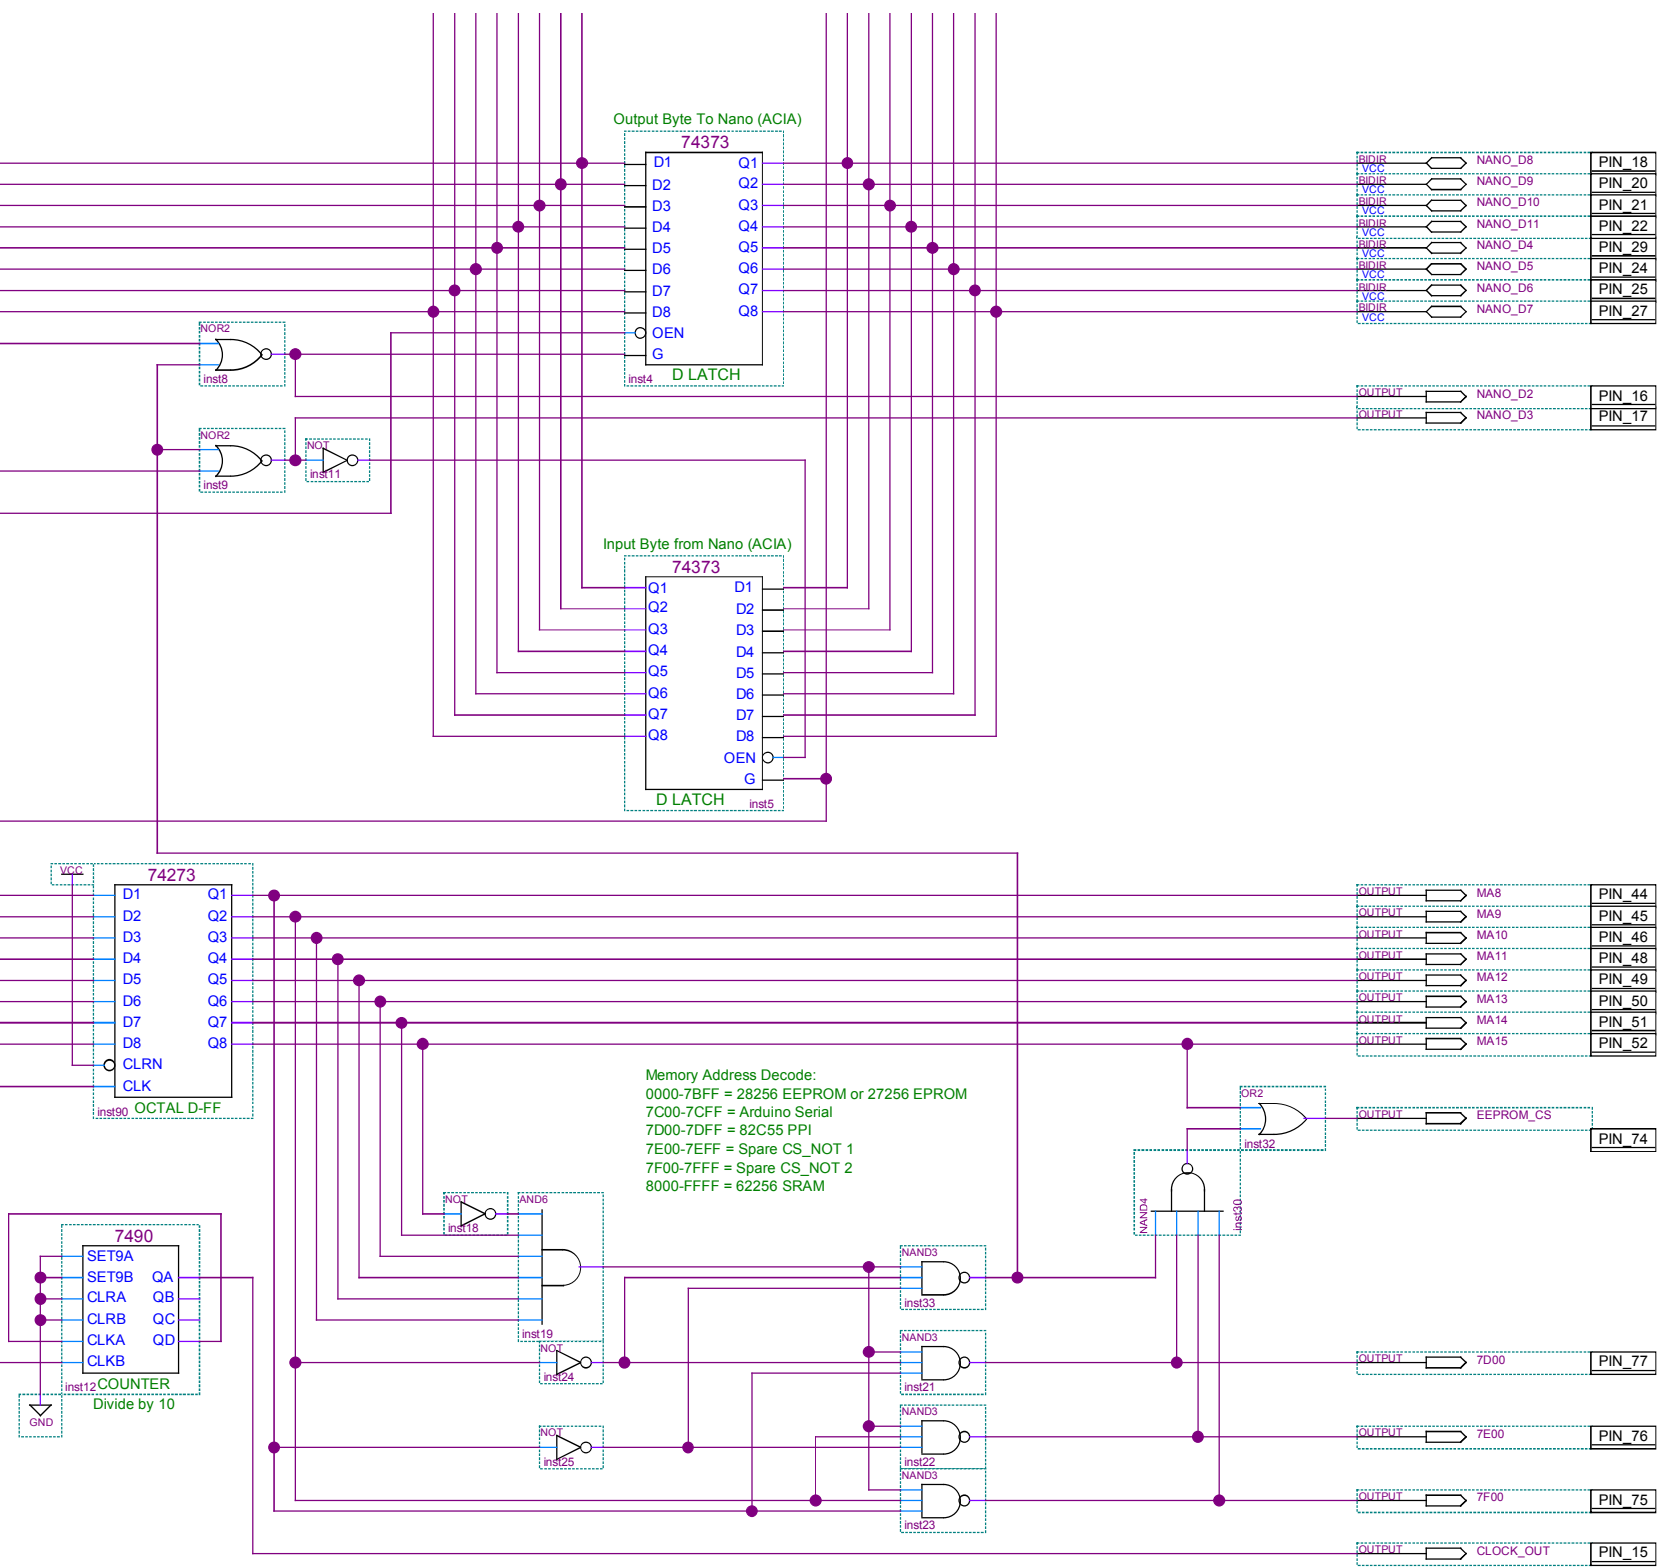 Output Byte To Nano (ACIA)
74373
D1 Q1
D2 Q2
D3 Q3
D4 Q4
D5 Q5
D6 Q6
D7 Q7
D8 Q8
OEN
G
inst4 D LATCH
BIDIR VCC NANO_D8 PIN_18
BIDIR VCC NANO_D9 PIN_20
BIDIR VCC NANO_D10 PIN_21
BIDIR VCC NANO_D11 PIN_22
BIDIR VCC NANO_D4 PIN_29
BIDIR VCC NANO_D5 PIN_24
BIDIR VCC NANO_D6 PIN_25
BIDIR VCC NANO_D7 PIN_27
NOR2
inst8
OUTPUT NANO_D2 PIN_16
OUTPUT NANO_D3 PIN_17
NOR2
inst9
NOT
inst11
Input Byte from Nano (ACIA)
74373
Q1 D1
Q2 D2
Q3 D3
Q4 D4
Q5 D5
Q6 D6
Q7 D7
Q8 D8
OEN
G
D LATCH inst5
VCC
74273
D1 Q1
D2 Q2
D3 Q3
D4 Q4
D5 Q5
D6 Q6
D7 Q7
D8 Q8
CLRN
CLK
inst90 OCTAL D-FF
OUTPUT MA8 PIN_44
OUTPUT MA9 PIN_45
OUTPUT MA10 PIN_46
OUTPUT MA11 PIN_48
OUTPUT MA12 PIN_49
OUTPUT MA13 PIN_50
OUTPUT MA14 PIN_51
OUTPUT MA15 PIN_52
Memory Address Decode:
0000-7BFF = 28256 EEPROM or 27256 EPROM
7C00-7CFF = Arduino Serial
7D00-7DFF = 82C55 PPI
7E00-7EFF = Spare CS_NOT 1
7F00-7FFF = Spare CS_NOT 2
8000-FFFF = 62256 SRAM
OR2
inst32
OUTPUT EEPROM_CS
PIN_74
NAND4
inst30
NOT
inst18
AND6
inst19
7490
SET9A
SET9B QA
CLRA QB
CLRB QC
CLKA QD
CLKB
inst12 COUNTER
Divide by 10
GND
NAND3
inst33
NOT
inst24
NAND3
inst21
OUTPUT 7D00 PIN_77
NOT
inst25
NAND3
inst22
OUTPUT 7E00 PIN_76
NAND3
inst23
OUTPUT 7F00 PIN_75
OUTPUT CLOCK_OUT PIN_15